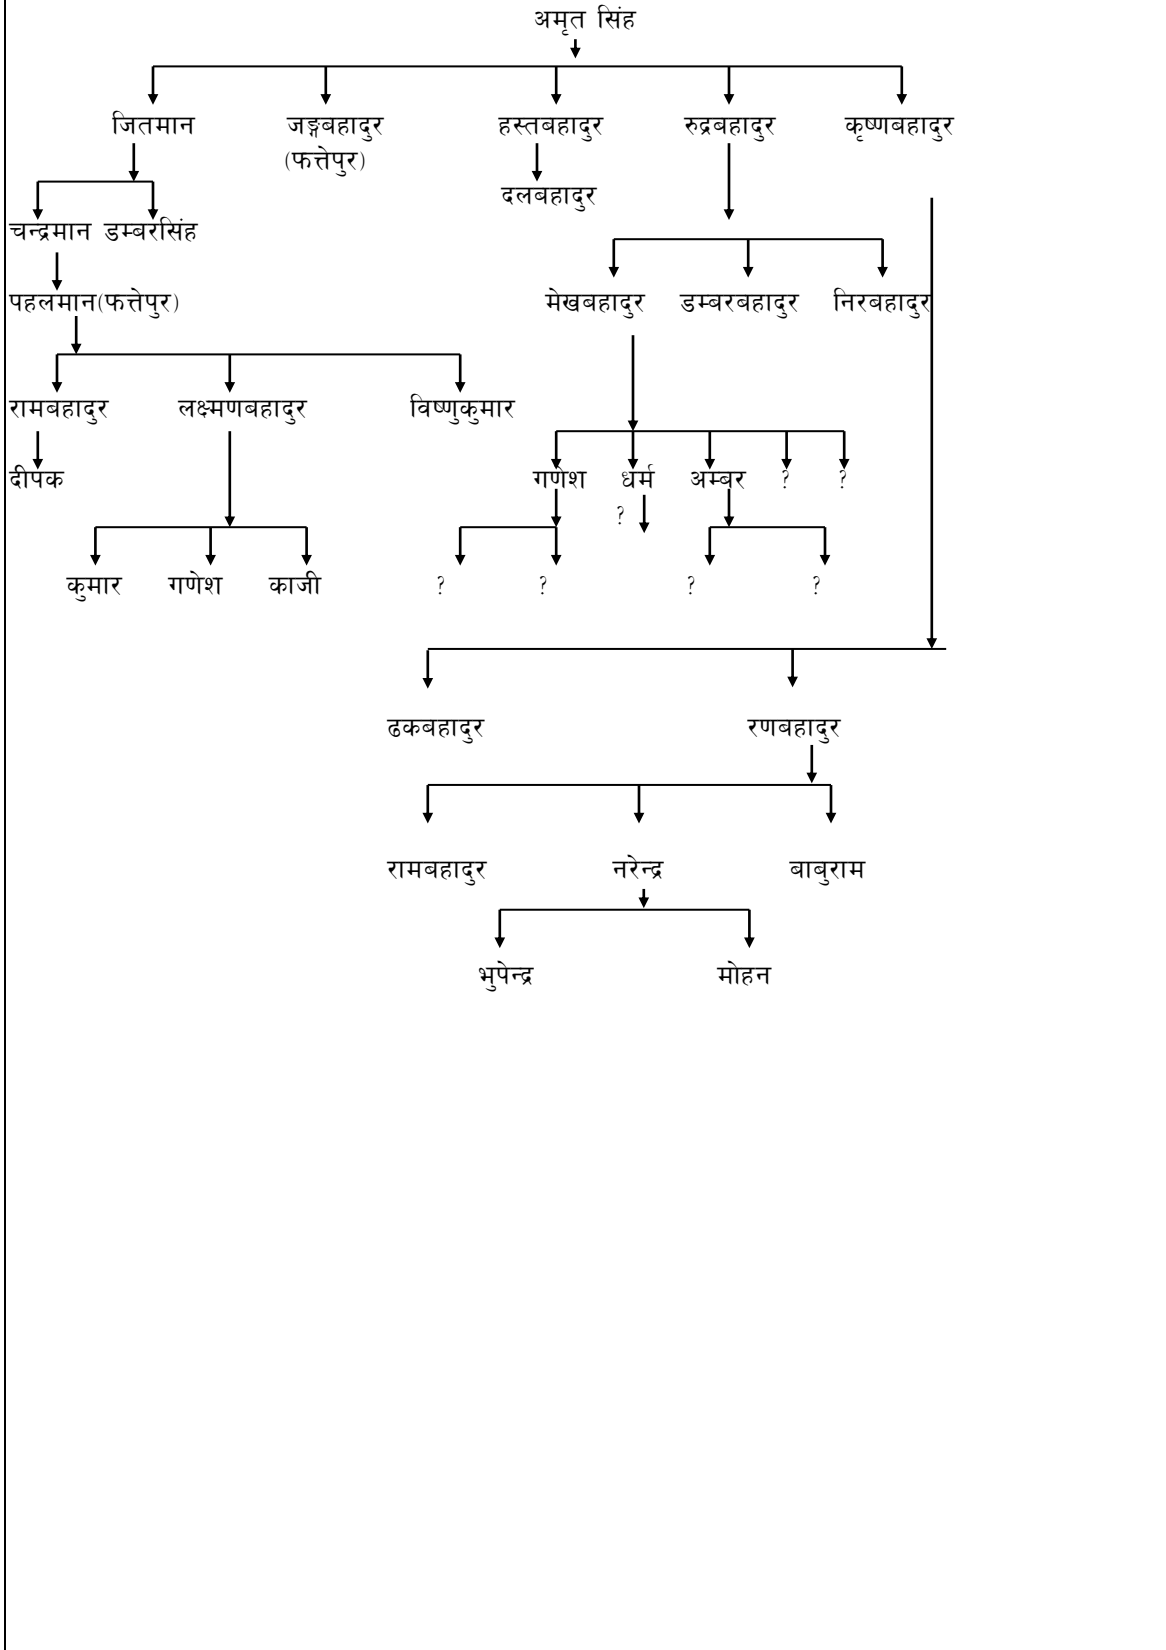 अमृत सिंह
जितमान जङ्गबहादुर हस्तबहादुर रुद्रबहादुर कृष्णबहादुर
(फत्तेपुर)
दलबहादुर
चन्द्रमान डम्बरसिंह
पहलमान(फत्तेपुर) मेखबहादुर डम्बरबहादुर निरबहादुर
रामबहादुर लक्ष्मणबहादुर विष्णुकुमार
दीपक गणेश धर्म अम्बर ? ?
?
कुमार गणेश काजी ? ? ? ?
ढकबहादुर रणबहादुर
रामबहादुर नरेन्द्र बाबुराम
भुपेन्द्र मोहन